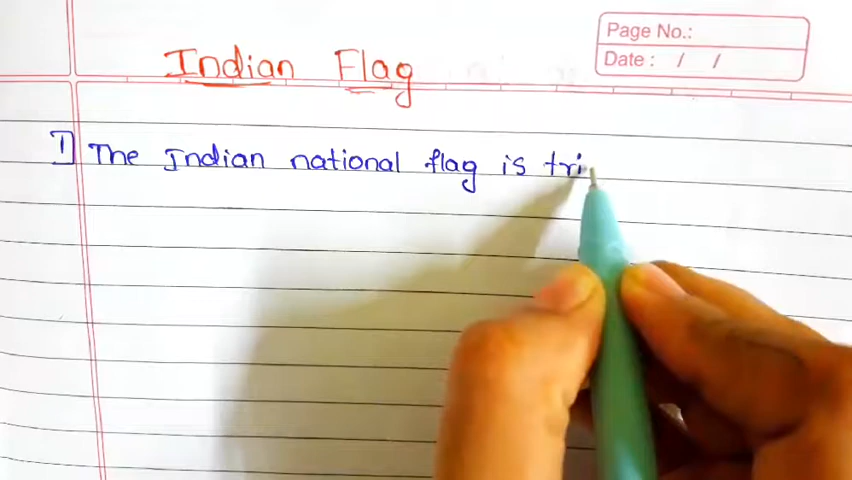 Page No.:
Date : / /
Indian Flag
1] The Indian national flag is tri